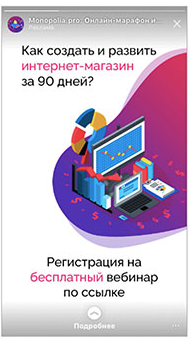 Monopolia.pro: Онлайн-марафон и...
Реклама
Как создать и развить
интернет-магазин
за 90 дней?
Регистрация на
бесплатный вебинар
по ссылке
Подробнее